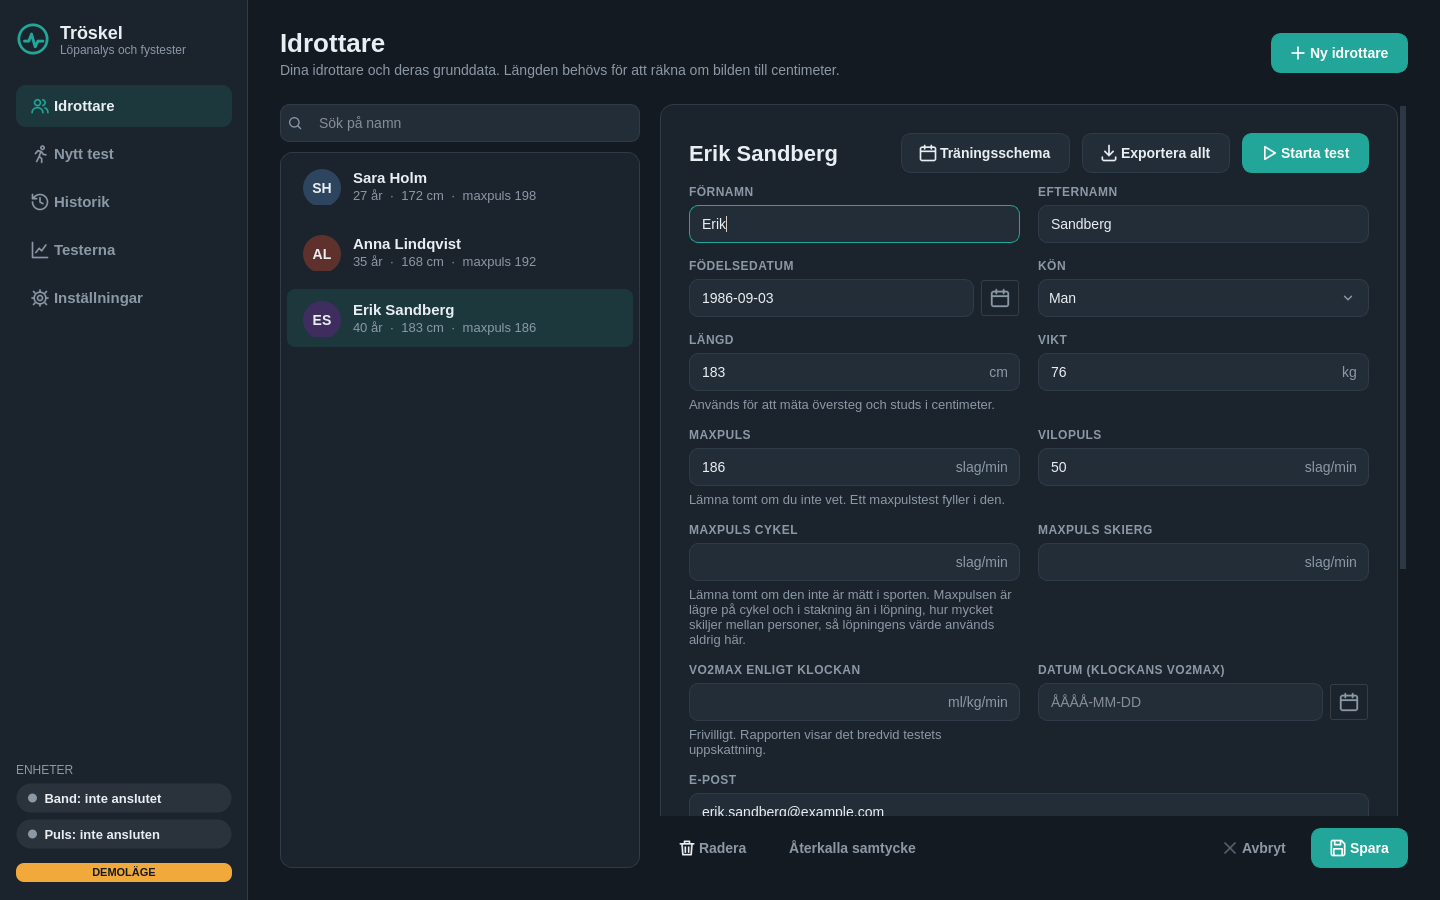 Tröskel
Löpanalys och fystester
Idrottare
Nytt test
Historik
Testerna
Inställningar
ENHETER
Band: inte anslutet
Puls: inte ansluten
DEMOLÄGE
Idrottare
Dina idrottare och deras grunddata. Längden behövs för att räkna om bilden till centimeter.
Ny idrottare
Sök på namn
SH
Sara Holm
27 år · 172 cm · maxpuls 198
AL
Anna Lindqvist
35 år · 168 cm · maxpuls 192
ES
Erik Sandberg
40 år · 183 cm · maxpuls 186
Erik Sandberg
Träningsschema
Exportera allt
Starta test
FÖRNAMN
EFTERNAMN
Erik
Sandberg
FÖDELSEDATUM
KÖN
1986-09-03
Man
LÄNGD
VIKT
183 cm
76 kg
Används för att mäta översteg och studs i centimeter.
MAXPULS
VILOPULS
186 slag/min
50 slag/min
Lämna tomt om du inte vet. Ett maxpulstest fyller i den.
MAXPULS CYKEL
MAXPULS SKIERG
slag/min
slag/min
Lämna tomt om den inte är mätt i sporten. Maxpulsen är
lägre på cykel och i stakning än i löpning, hur mycket
skiljer mellan personer, så löpningens värde används
aldrig här.
VO2MAX ENLIGT KLOCKAN
DATUM (KLOCKANS VO2MAX)
ml/kg/min
ÅÅÅÅ-MM-DD
Frivilligt. Rapporten visar det bredvid testets
uppskattning.
E-POST
erik.sandberg@example.com
Radera
Återkalla samtycke
Avbryt
Spara